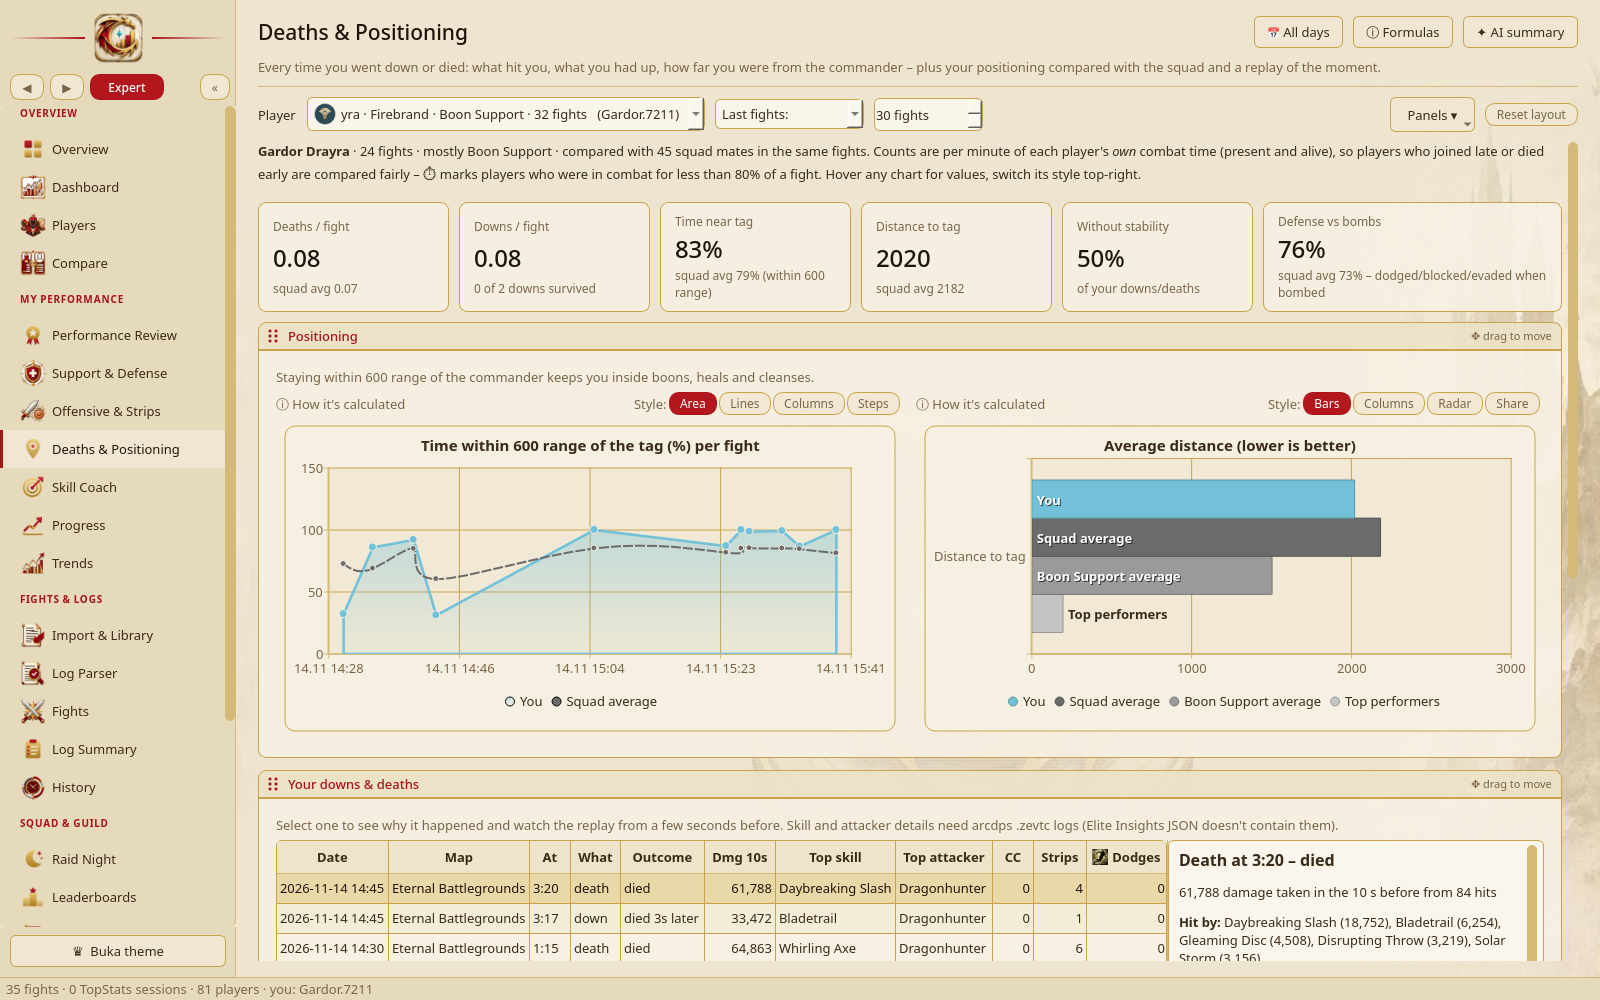 Deaths & Positioning
📅 All days
ⓘ Formulas
✦ AI summary
Every time you went down or died: what hit you, what you had up, how far you were from the commander – plus your positioning compared with the squad and a replay of the moment.
◀
▶
Expert
«
OVERVIEW
Overview
Dashboard
Players
Compare
MY PERFORMANCE
Performance Review
Support & Defense
Offensive & Strips
Deaths & Positioning
Skill Coach
Progress
Trends
FIGHTS & LOGS
Import & Library
Log Parser
Fights
Log Summary
History
SQUAD & GUILD
Raid Night
Leaderboards
♛ Buka theme
Player
yra · Firebrand · Boon Support · 32 fights (Gardor.7211)
Last fights:
30 fights
Panels ▾
Reset layout
Gardor Drayra · 24 fights · mostly Boon Support · compared with 45 squad mates in the same fights. Counts are per minute of each player's own combat time (present and alive), so players who joined late or died
early are compared fairly – ⏱ marks players who were in combat for less than 80% of a fight. Hover any chart for values, switch its style top-right.
Deaths / fight
0.08
squad avg 0.07
Downs / fight
0.08
0 of 2 downs survived
Time near tag
83%
squad avg 79% (within 600
range)
Distance to tag
2020
squad avg 2182
Without stability
50%
of your downs/deaths
Defense vs bombs
76%
squad avg 73% – dodged/blocked/evaded when
bombed
Positioning
✥ drag to move
Staying within 600 range of the commander keeps you inside boons, heals and cleanses.
ⓘ How it's calculated
Style: Area Lines Columns Steps
Time within 600 range of the tag (%) per fight
150
100
50
0
14.11 14:28 14.11 14:46 14.11 15:04 14.11 15:23 14.11 15:41
You Squad average
ⓘ How it's calculated
Style: Bars Columns Radar Share
Average distance (lower is better)
Distance to tag
You
Squad average
Boon Support average
Top performers
0 1000 2000 3000
You Squad average Boon Support average Top performers
Your downs & deaths
✥ drag to move
Select one to see why it happened and watch the replay from a few seconds before. Skill and attacker details need arcdps .zevtc logs (Elite Insights JSON doesn't contain them).
Date Map At What Outcome Dmg 10s Top skill Top attacker CC Strips Dodges
2026-11-14 14:45 Eternal Battlegrounds 3:20 death died 61,788 Daybreaking Slash Dragonhunter 0 4 0
2026-11-14 14:45 Eternal Battlegrounds 3:17 down died 3s later 33,472 Bladetrail Dragonhunter 0 1 0
2026-11-14 14:30 Eternal Battlegrounds 1:15 death died 64,863 Whirling Axe Dragonhunter 0 6 0
Death at 3:20 – died
61,788 damage taken in the 10 s before from 84 hits
Hit by: Daybreaking Slash (18,752), Bladetrail (6,254),
Gleaming Disc (4,508), Disrupting Throw (3,219), Solar
Storm (3,156)
35 fights · 0 TopStats sessions · 81 players · you: Gardor.7211